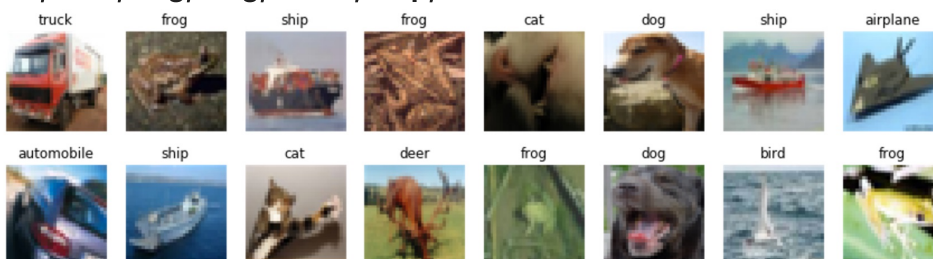 truck frog ship frog cat dog ship airplane
automobile ship cat deer frog dog bird frog